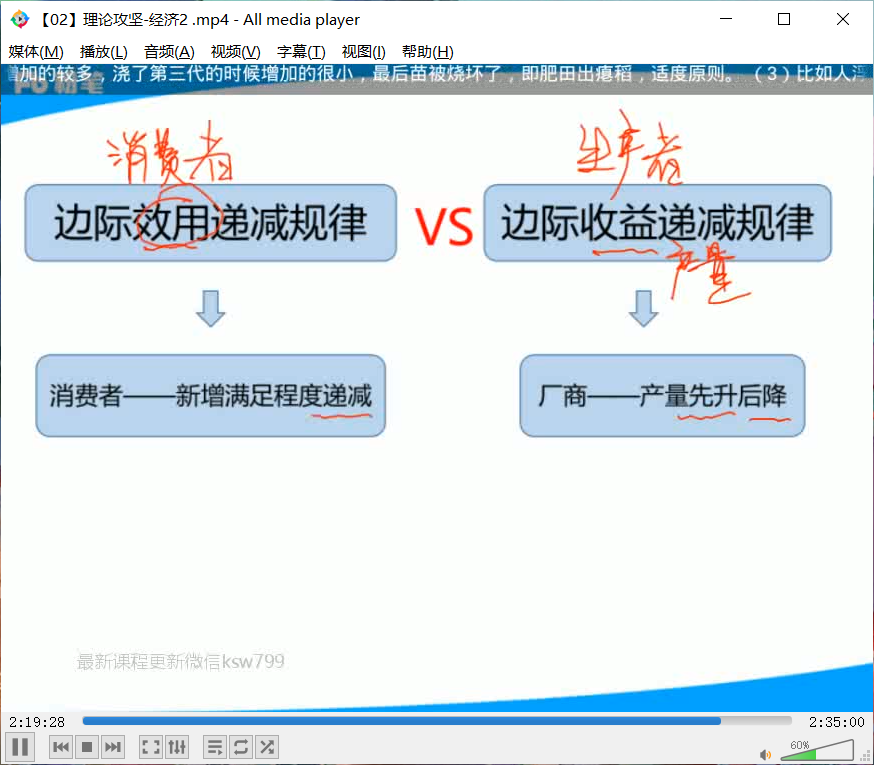 【02】理论攻坚-经济2 .mp4 - All media player
媒体(M) 播放(L) 音频(A) 视频(V) 字幕(T) 视图(I) 帮助(H)
曾加的较多，浇了第三代的时候增加的很小，最后苗被烧坏了，即肥田出瘪稻，适度原则。（3）比如人浮
粉笔
消费者
生产者
边际效用递减规律
VS
边际收益递减规律
产量
消费者——新增满足程度递减
厂商——产量先升后降
最新课程更新微信ksw799
2:19:28
2:35:00
60%